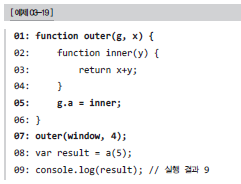 [예제 03-19]
01: function outer(g, x) {
02:     function inner(y) {
03:         return x+y;
04:     }
05:     g.a = inner;
06: }
07: outer(window, 4);
08: var result = a(5);
09: console.log(result); // 실행 결과 9